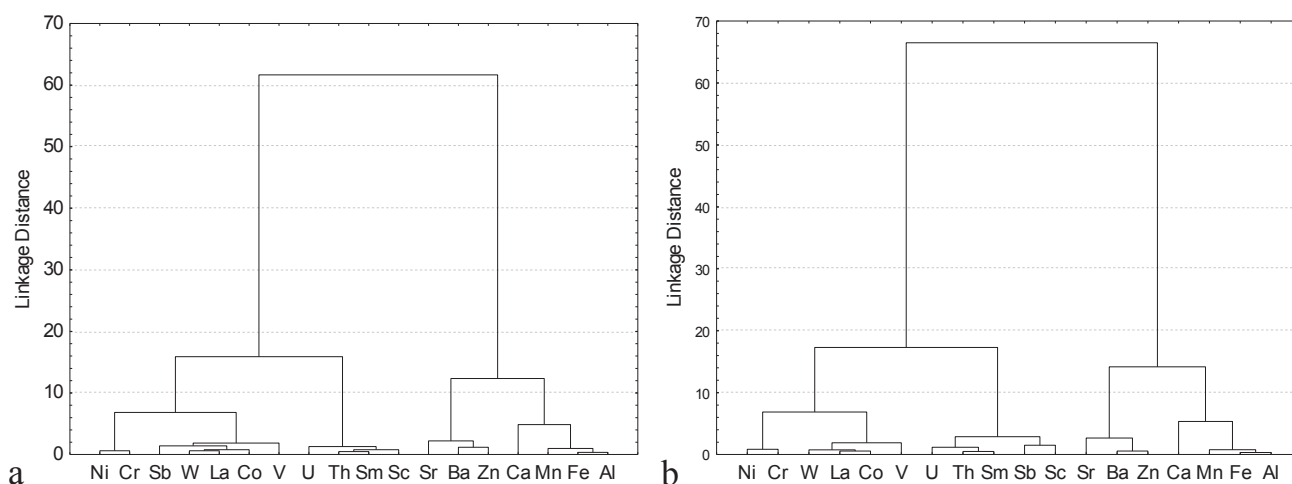 70
60
50
40
30
20
10
0
Linkage Distance
Ni Cr Sb W La Co V U Th Sm Sc Sr Ba Zn Ca Mn Fe Al
a
70
60
50
40
30
20
10
0
Linkage Distance
Ni Cr W La Co V U Th Sm Sb Sc Sr Ba Zn Ca Mn Fe Al
b